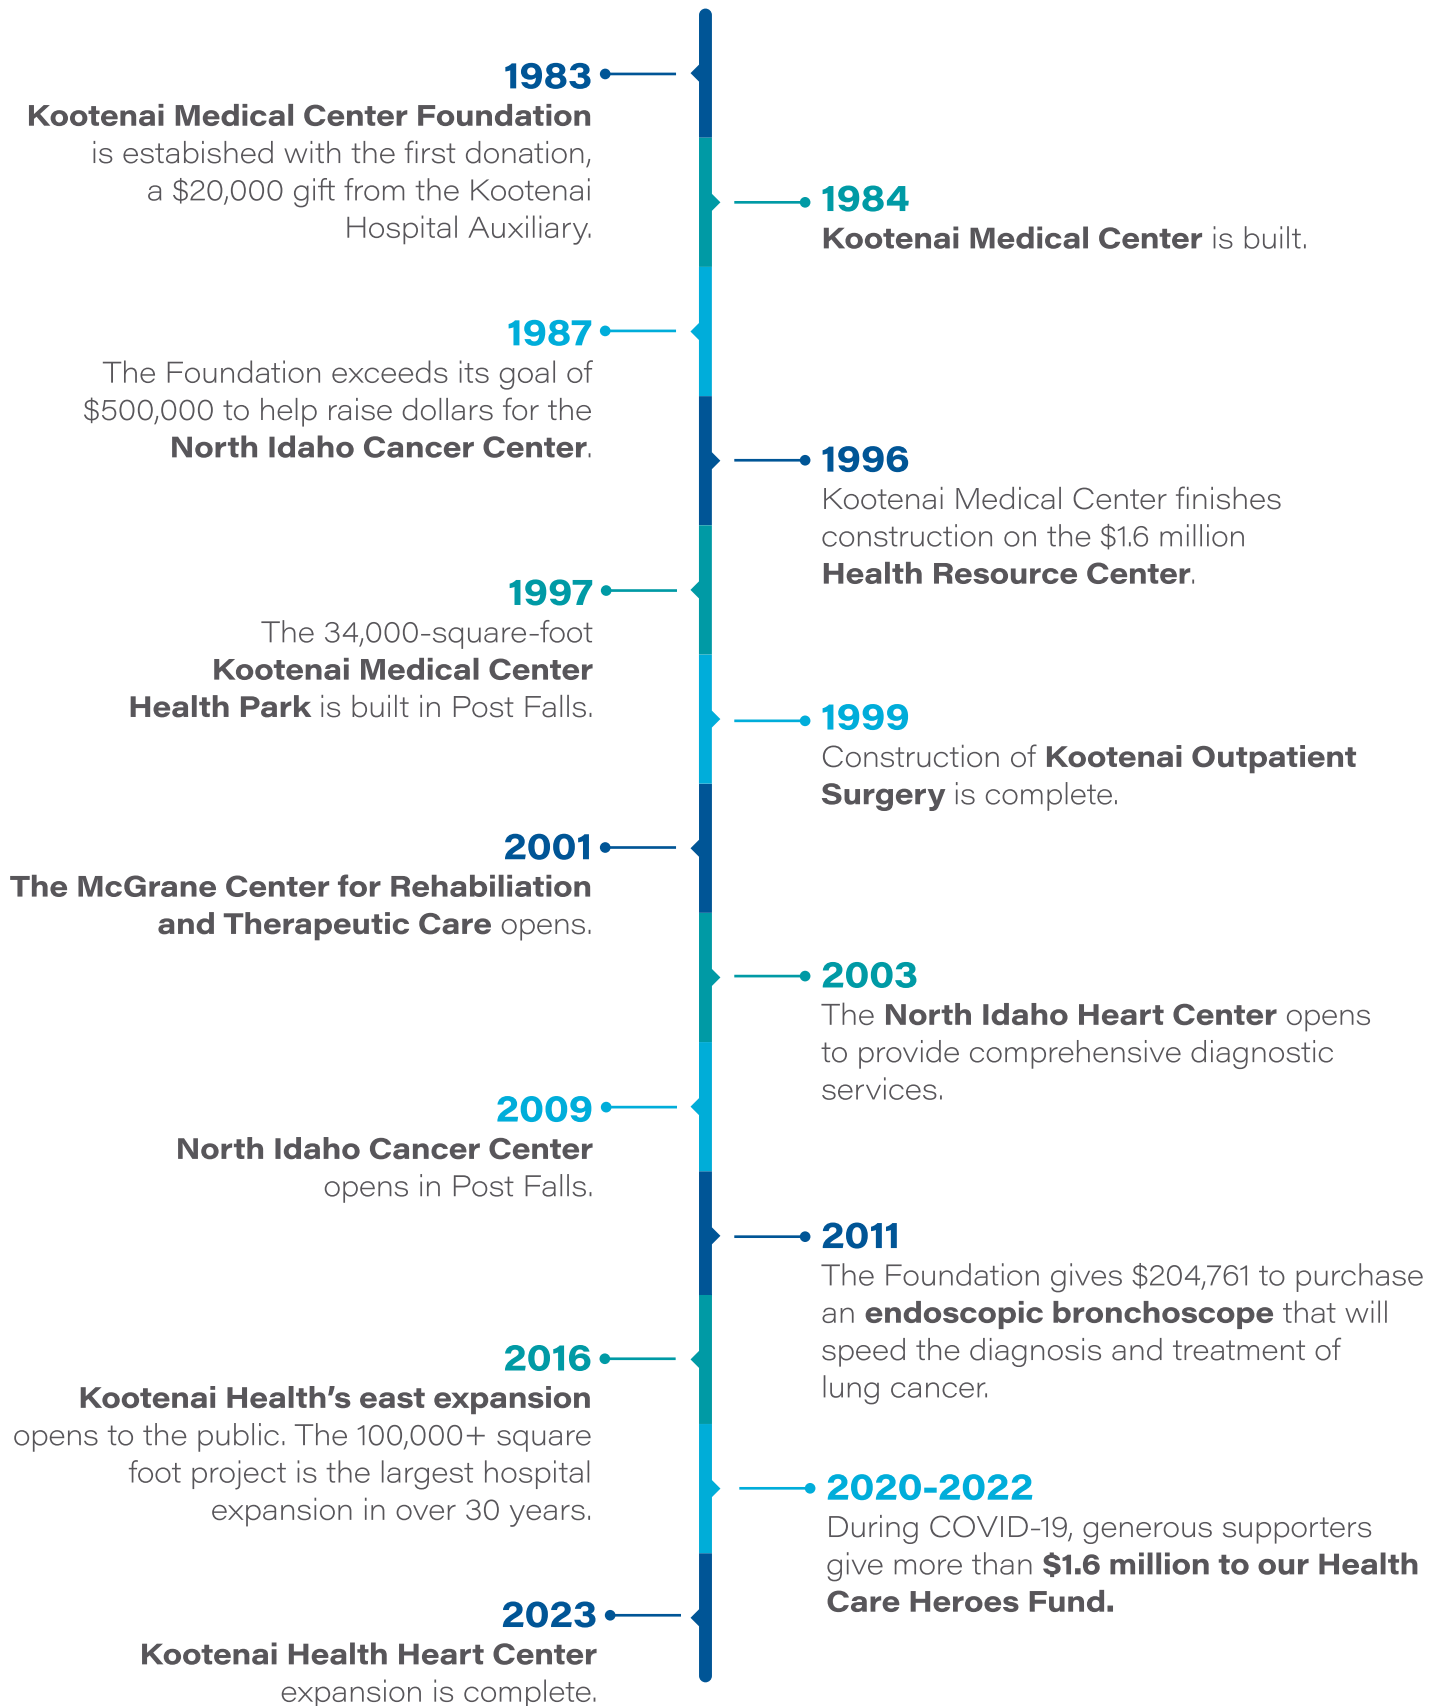 1983
Kootenai Medical Center Foundation
is estabished with the first donation,
a $20,000 gift from the Kootenai
Hospital Auxiliary.
1984
Kootenai Medical Center is built.
1987
The Foundation exceeds its goal of
$500,000 to help raise dollars for the
North Idaho Cancer Center.
1996
Kootenai Medical Center finishes
construction on the $1.6 million
Health Resource Center.
1997
The 34,000-square-foot
Kootenai Medical Center
Health Park is built in Post Falls.
1999
Construction of Kootenai Outpatient
Surgery is complete.
2001
The McGrane Center for Rehabiliation
and Therapeutic Care opens.
2003
The North Idaho Heart Center opens
to provide comprehensive diagnostic
services.
2009
North Idaho Cancer Center
opens in Post Falls.
2011
The Foundation gives $204,761 to purchase
an endoscopic bronchoscope that will
speed the diagnosis and treatment of
lung cancer.
2016
Kootenai Health’s east expansion
opens to the public. The 100,000+ square
foot project is the largest hospital
expansion in over 30 years.
2020-2022
During COVID-19, generous supporters
give more than $1.6 million to our Health
Care Heroes Fund.
2023
Kootenai Health Heart Center
expansion is complete.